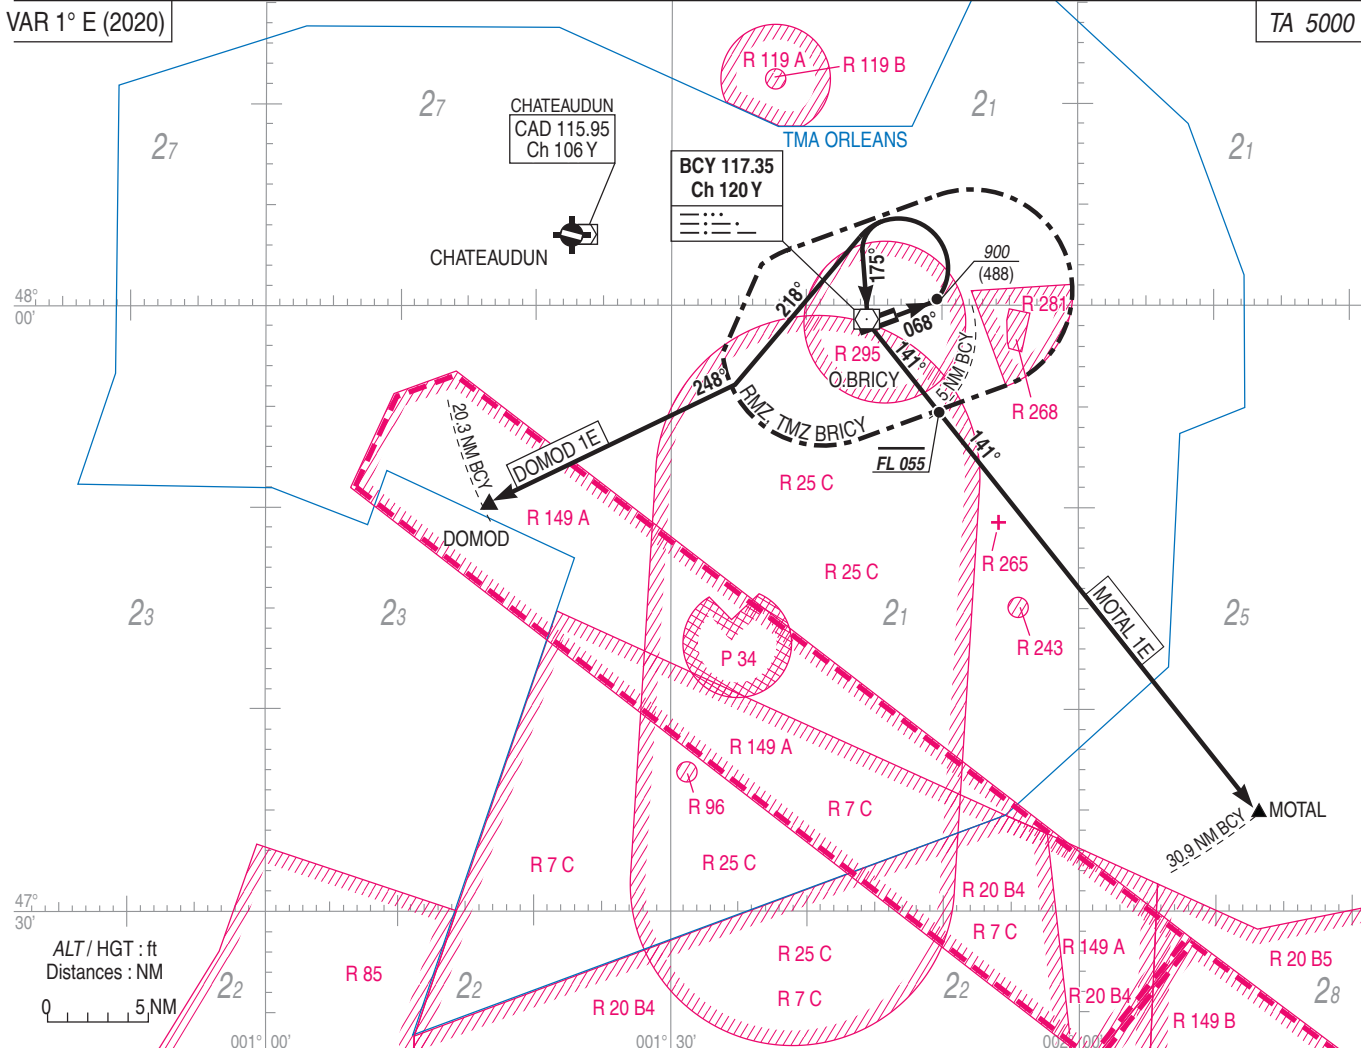 VAR 1° E (2020)
TA 5000
R 119 A
R 119 B
27
21
27
21
CHATEAUDUN
CAD 115.95
Ch 106 Y
TMA ORLEANS
BCY 117.35
Ch 120 Y
CHATEAUDUN
900
(488)
175°
48°
00'
218°
R 281
068°
R 295
141°
O.BRICY
5 NM BCY
248°
R 268
RMZ, TMZ BRICY
20.3 NM BCY
DOMOD 1E
141°
FL 055
R 25 C
R 149 A
DOMOD
R 265
R 25 C
23
23
21
25
MOTAL 1E
R 243
P 34
R 149 A
R 96
R 7 C
MOTAL
30.9 NM BCY
R 7 C
R 25 C
R 20 B4
47°
30'
R 7 C
ALT / HGT : ft
Distances : NM
R 149 A
R 25 C
R 20 B5
R 85
22
22
22
28
R 7 C
R 20 B4
R 20 B4
0
5 NM
R 149 B
001° 00'
001° 30'
002° 00'